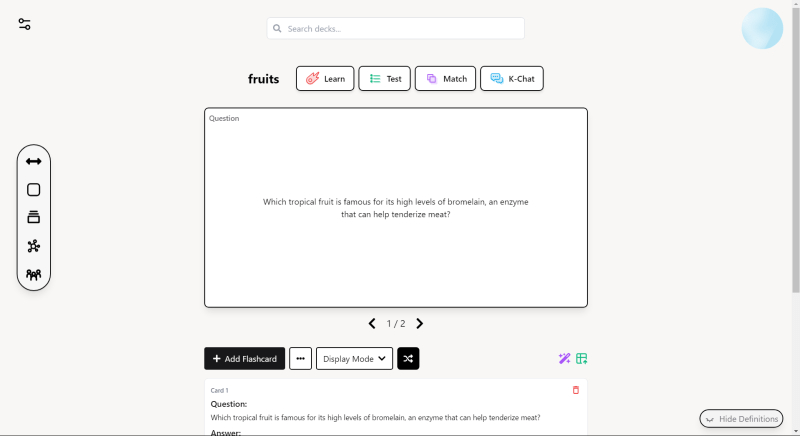 Search decks...
fruits
Learn
Test
Match
K-Chat
Question
Which tropical fruit is famous for its high levels of bromelain, an enzyme
that can help tenderize meat?
1 / 2
Add Flashcard
Display Mode
Card 1
Question:
Which tropical fruit is famous for its high levels of bromelain, an enzyme that can help tenderize meat?
Answer:
Hide Definitions